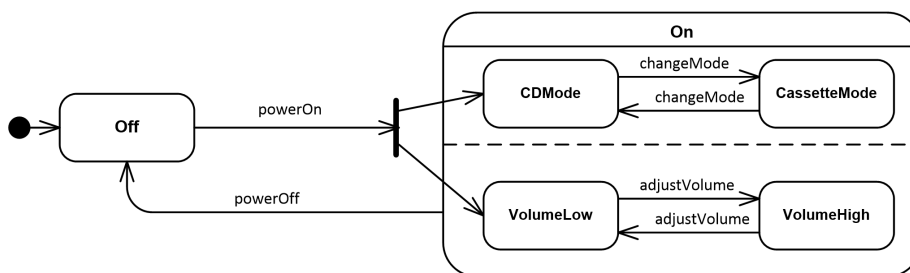 On
changeMode
CDMode
CassetteMode
changeMode
powerOn
Off
adjustVolume
powerOff
VolumeLow
VolumeHigh
adjustVolume